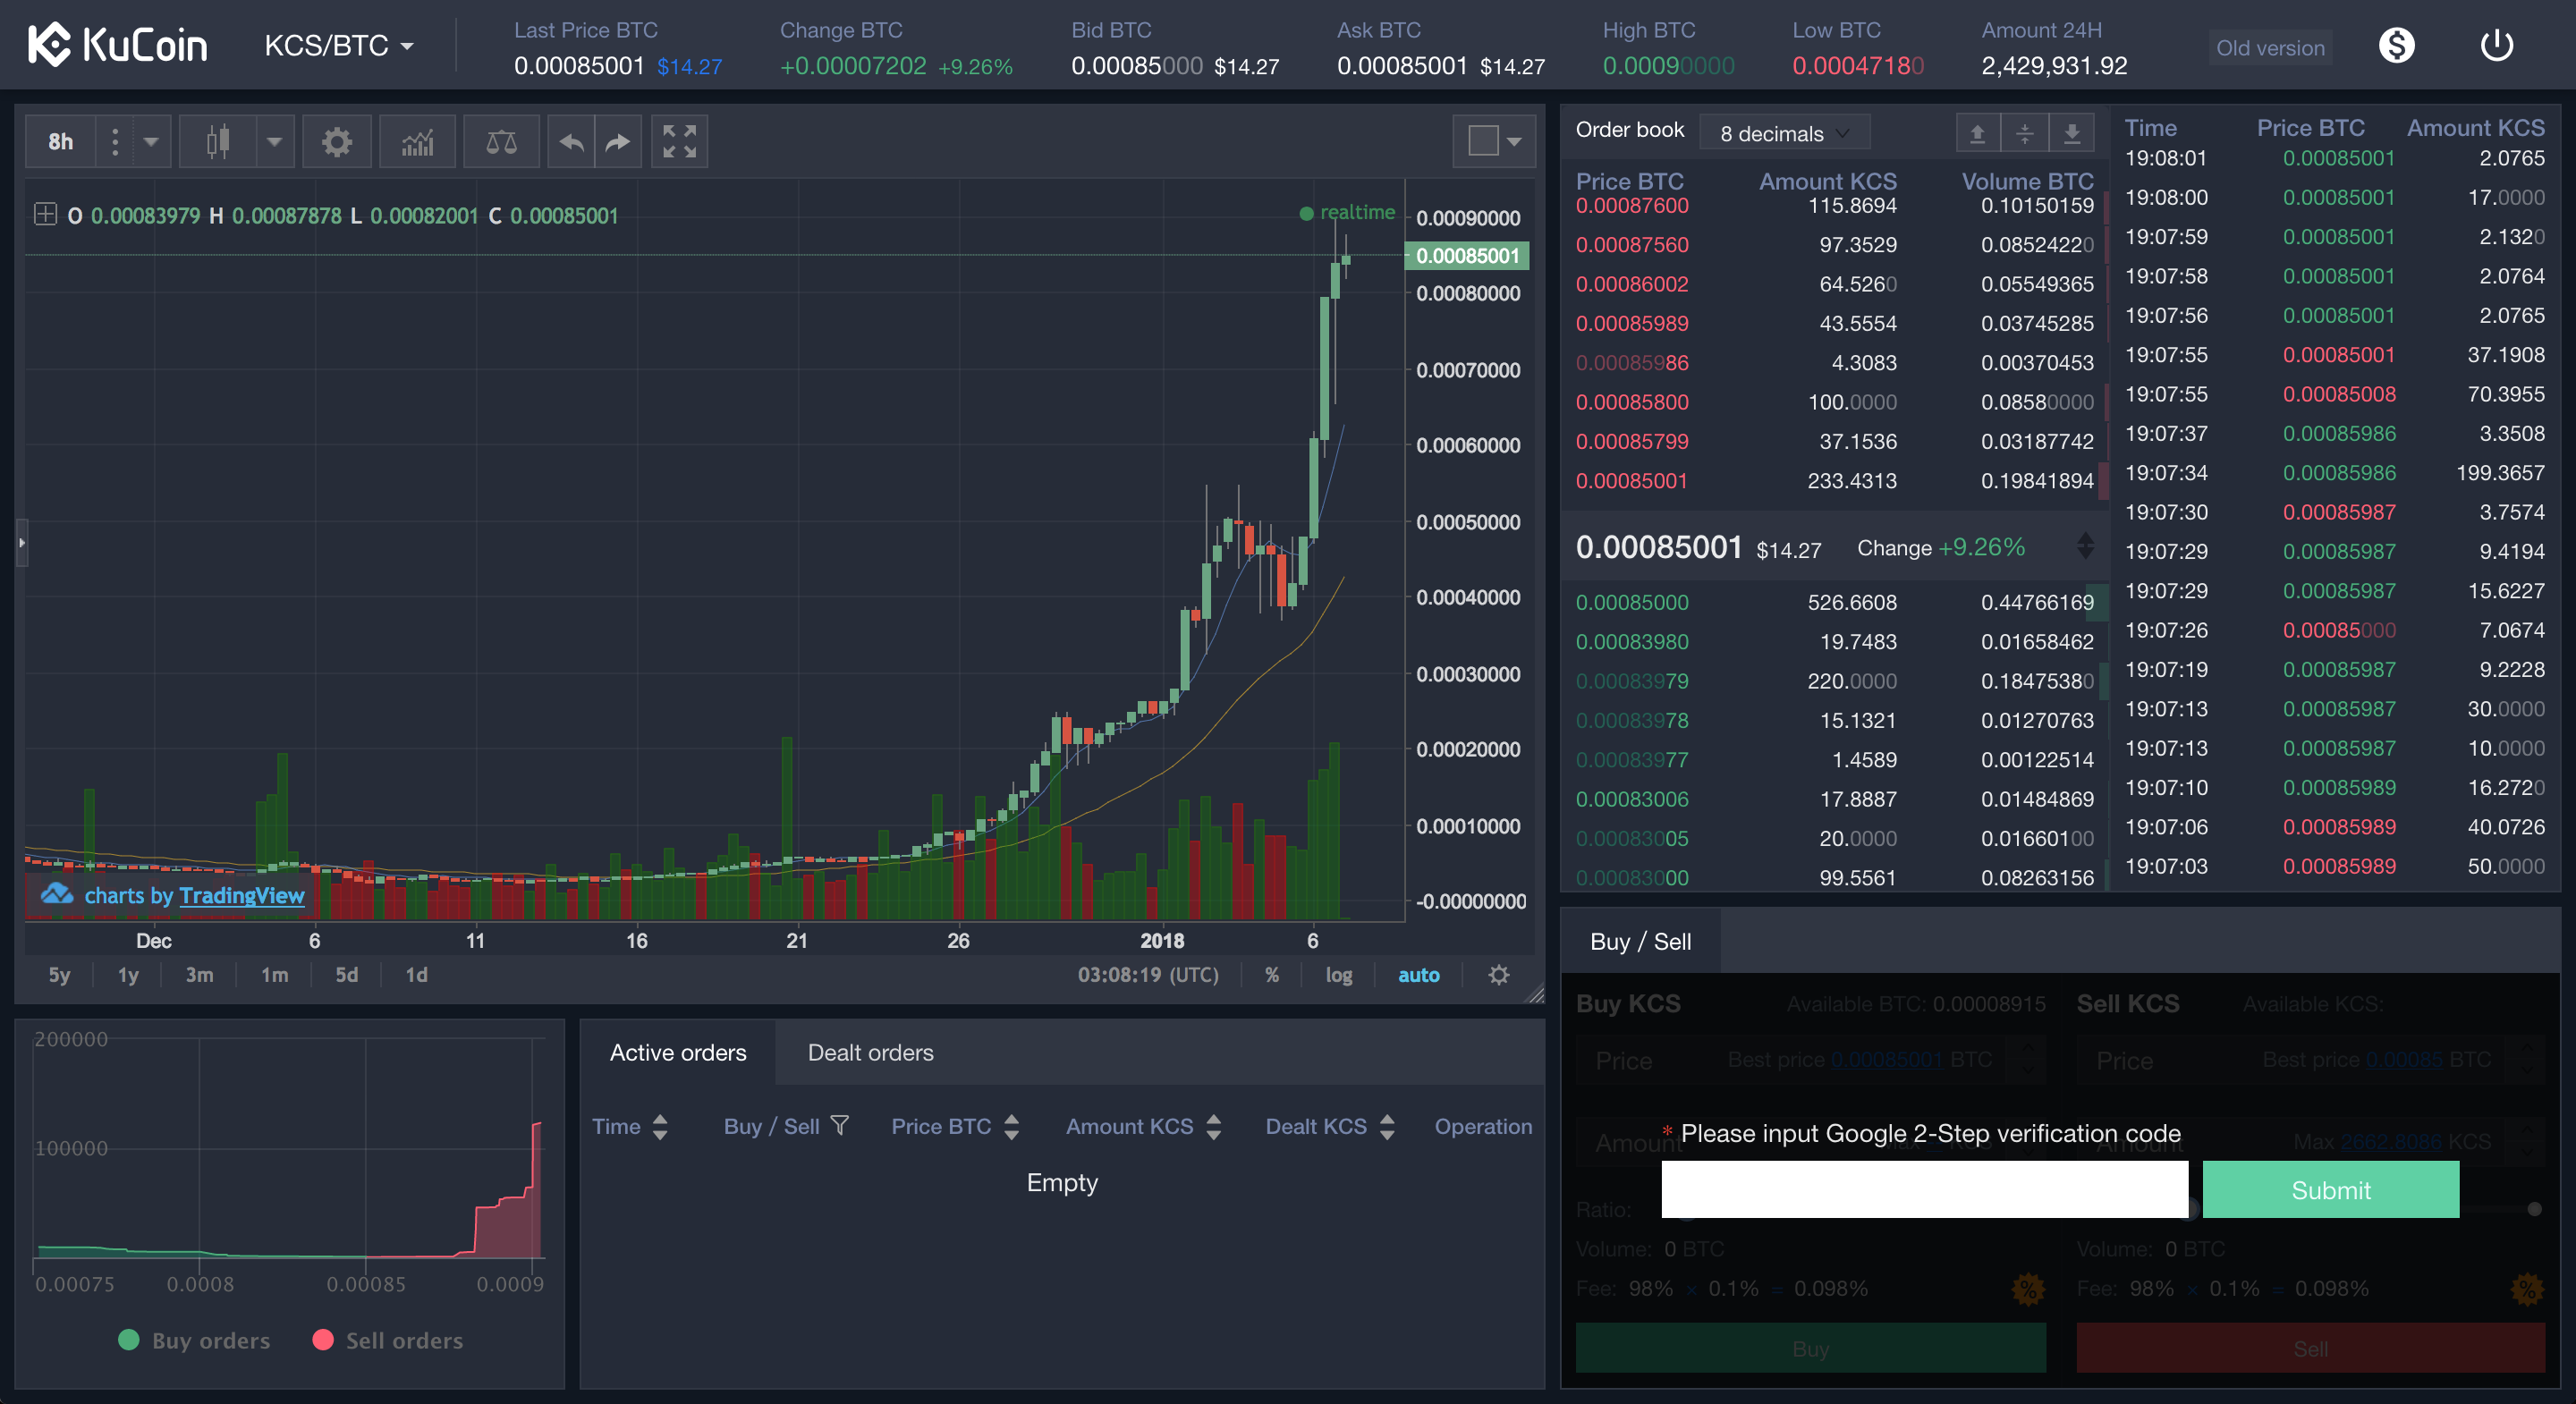 KuCoin
KCS/BTC
Last Price BTC
0.00085001 $14.27
Change BTC
+0.00007202 +9.26%
Bid BTC
0.00085000 $14.27
Ask BTC
0.00085001 $14.27
High BTC
0.00090000
Low BTC
0.00047180
Amount 24H
2,429,931.92
Old version
8h
O 0.00083979 H 0.00087878 L 0.00082001 C 0.00085001
realtime
0.00090000
0.00085001
0.00080000
0.00070000
0.00060000
0.00050000
0.00040000
0.00030000
0.00020000
0.00010000
-0.00000000
charts by TradingView
Dec 6 11 16 21 26 2018 6
5y 1y 3m 1m 5d 1d
03:08:19 (UTC) % log auto
Order book 8 decimals
Price BTC Amount KCS Volume BTC
0.00087600 115.8694 0.10150159
0.00087560 97.3529 0.08524220
0.00086002 64.5260 0.05549365
0.00085989 43.5554 0.03745285
0.00085986 4.3083 0.00370453
0.00085800 100.0000 0.08580000
0.00085799 37.1536 0.03187742
0.00085001 233.4313 0.19841894
0.00085001 $14.27 Change +9.26%
0.00085000 526.6608 0.44766169
0.00083980 19.7483 0.01658462
0.00083979 220.0000 0.18475380
0.00083978 15.1321 0.01270763
0.00083977 1.4589 0.00122514
0.00083006 17.8887 0.01484869
0.00083005 20.0000 0.01660100
0.00083000 99.5561 0.08263156
Time Price BTC Amount KCS
19:08:01 0.00085001 2.0765
19:08:00 0.00085001 17.0000
19:07:59 0.00085001 2.1320
19:07:58 0.00085001 2.0764
19:07:56 0.00085001 2.0765
19:07:55 0.00085001 37.1908
19:07:55 0.00085008 70.3955
19:07:37 0.00085986 3.3508
19:07:34 0.00085986 199.3657
19:07:30 0.00085987 3.7574
19:07:29 0.00085987 9.4194
19:07:29 0.00085987 15.6227
19:07:26 0.00085000 7.0674
19:07:19 0.00085987 9.2228
19:07:13 0.00085987 30.0000
19:07:13 0.00085987 10.0000
19:07:10 0.00085989 16.2720
19:07:06 0.00085989 40.0726
19:07:03 0.00085989 50.0000
200000
100000
0.00075 0.0008 0.00085 0.0009
Buy orders Sell orders
Active orders Dealt orders
Time Buy / Sell Price BTC Amount KCS Dealt KCS Operation
Empty
Buy / Sell
Buy KCS Available BTC: 0.00008915
Price Best price 0.00085001 BTC
Amount
Sell KCS Available KCS:
Price Best price 0.00085 BTC
Amount Max 2662.8086 KCS
* Please input Google 2-Step verification code
Submit
Ratio:
Volume: 0 BTC
Fee: 98% × 0.1% = 0.098% %
Buy
Volume: 0 BTC
Fee: 98% × 0.1% = 0.098% %
Sell